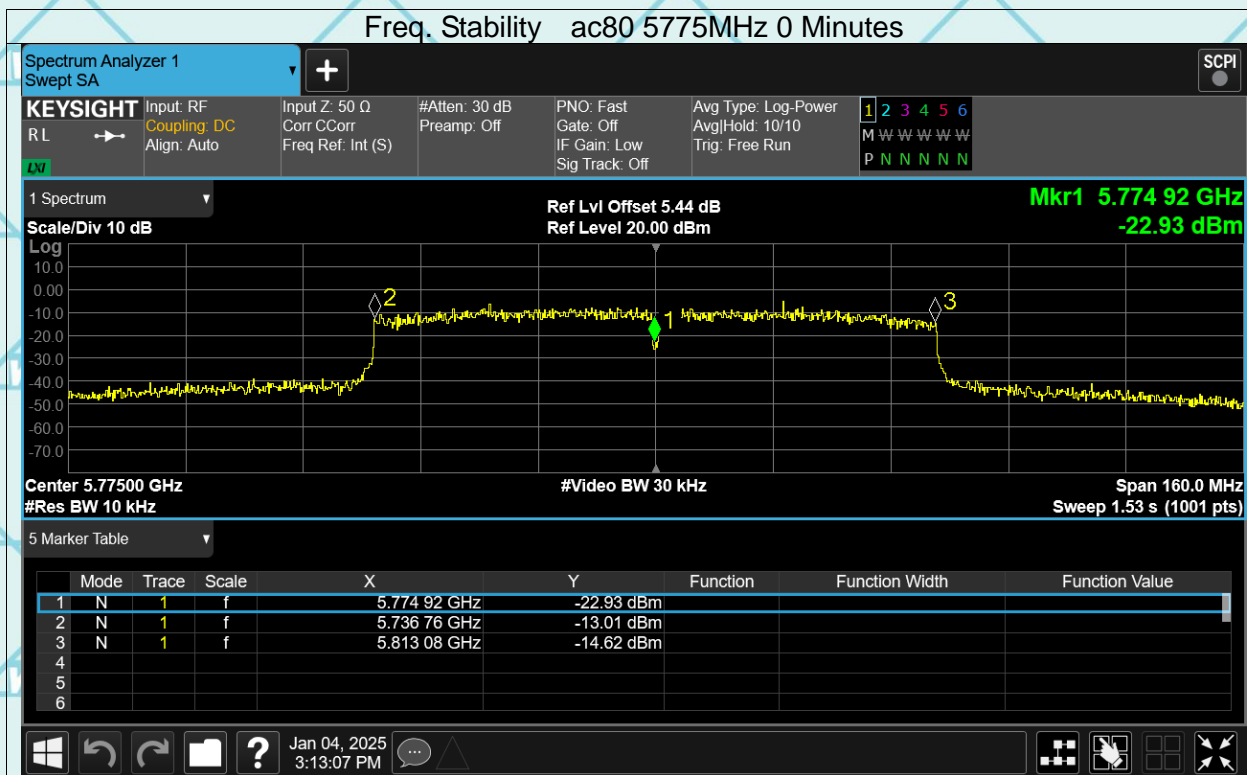 Freq. Stability ac80 5775MHz 0 Minutes
Spectrum Analyzer 1
Swept SA
SCPI
KEYSIGHT
R L
LXI
Input: RF
Coupling: DC
Align: Auto
Input Z: 50 Ω
Corr CCorr
Freq Ref: Int (S)
#Atten: 30 dB
Preamp: Off
PNO: Fast
Gate: Off
IF Gain: Low
Sig Track: Off
Avg Type: Log-Power
Avg|Hold: 10/10
Trig: Free Run
1 2 3 4 5 6
M W W W W W
P N N N N N
1 Spectrum
Scale/Div 10 dB
Ref Lvl Offset 5.44 dB
Ref Level 20.00 dBm
Mkr1 5.774 92 GHz
-22.93 dBm
Log
10.0
0.00
-10.0
-20.0
-30.0
-40.0
-50.0
-60.0
-70.0
2
1
3
Center 5.77500 GHz
#Video BW 30 kHz
Span 160.0 MHz
#Res BW 10 kHz
Sweep 1.53 s (1001 pts)
5 Marker Table
Mode Trace Scale X Y Function Function Width Function Value
1 N 1 f 5.774 92 GHz -22.93 dBm
2 N 1 f 5.736 76 GHz -13.01 dBm
3 N 1 f 5.813 08 GHz -14.62 dBm
4
5
6
?
Jan 04, 2025
3:13:07 PM